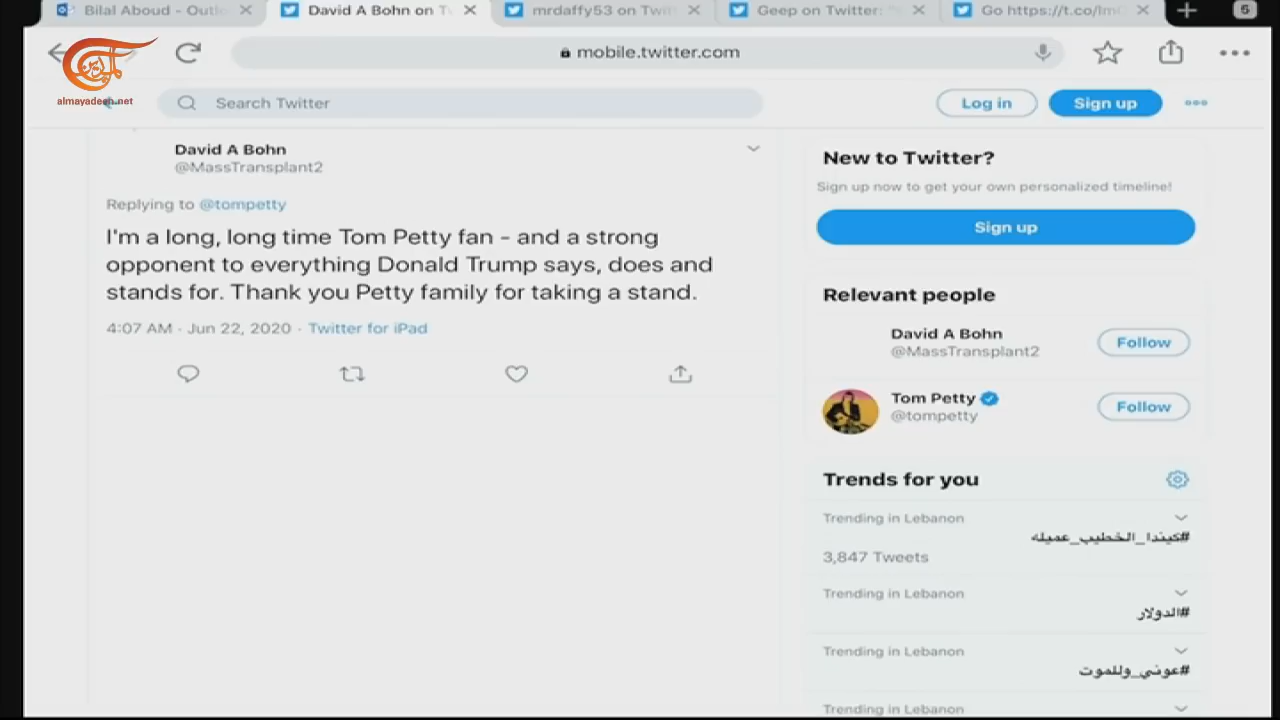 Bilal Aboud - Outl
David A Bohn on T
mrdaffy53 on Twit
Geep on Twitter:
Go https://t.co/Im
6
mobile.twitter.com
almayadeen.net
Search Twitter
Log in
Sign up
David A Bohn
@MassTransplant2
Replying to @tompetty
I'm a long, long time Tom Petty fan - and a strong
opponent to everything Donald Trump says, does and
stands for. Thank you Petty family for taking a stand.
4:07 AM · Jun 22, 2020 · Twitter for iPad
New to Twitter?
Sign up now to get your own personalized timeline!
Sign up
Relevant people
David A Bohn
@MassTransplant2
Follow
Tom Petty
@tompetty
Follow
Trends for you
Trending in Lebanon
#كيندا_الخطيب_عميله
3,847 Tweets
Trending in Lebanon
#الدولار
Trending in Lebanon
#عوني_وللموت
Trending in Lebanon